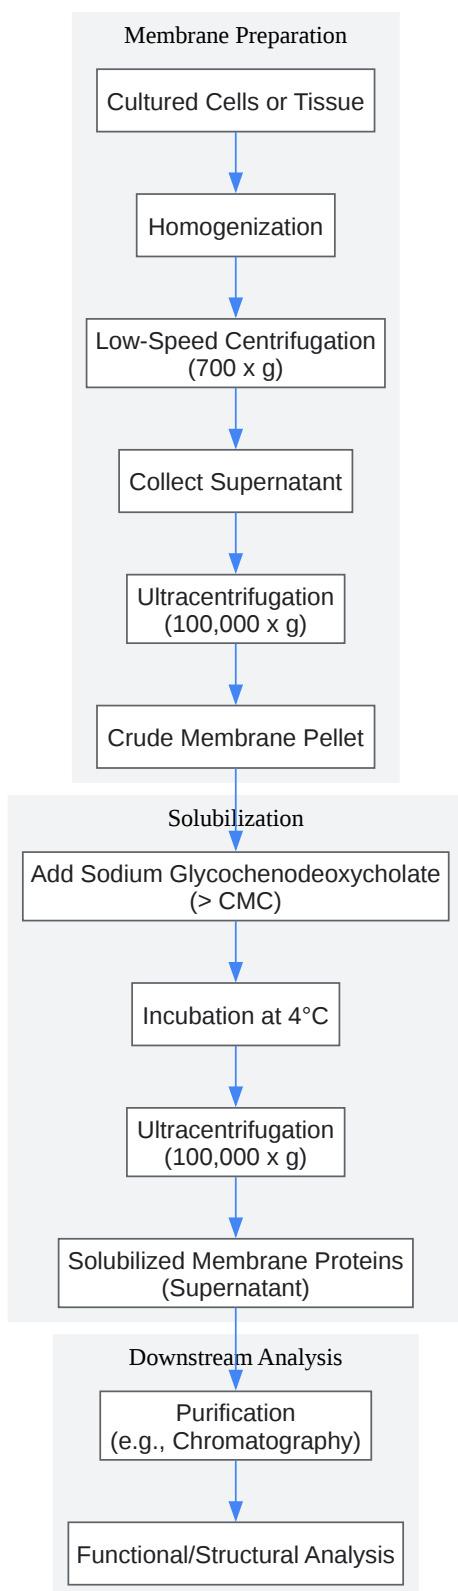 Membrane Preparation
Cultured Cells or Tissue
Homogenization
Low-Speed Centrifugation
(700 x g)
Collect Supernatant
Ultracentrifugation
(100,000 x g)
Crude Membrane Pellet
Solubilization
Add Sodium Glycochenodeoxycholate
(> CMC)
Incubation at 4°C
Ultracentrifugation
(100,000 x g)
Solubilized Membrane Proteins
(Supernatant)
Downstream Analysis
Purification
(e.g., Chromatography)
Functional/Structural Analysis